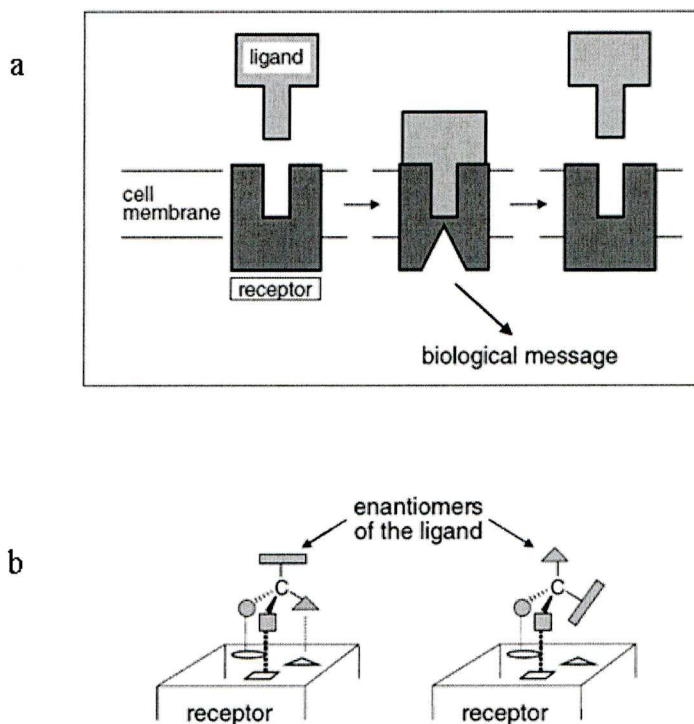 a
ligand
cell
membrane
receptor
biological message
b
enantiomers
of the ligand
C
C
receptor
receptor